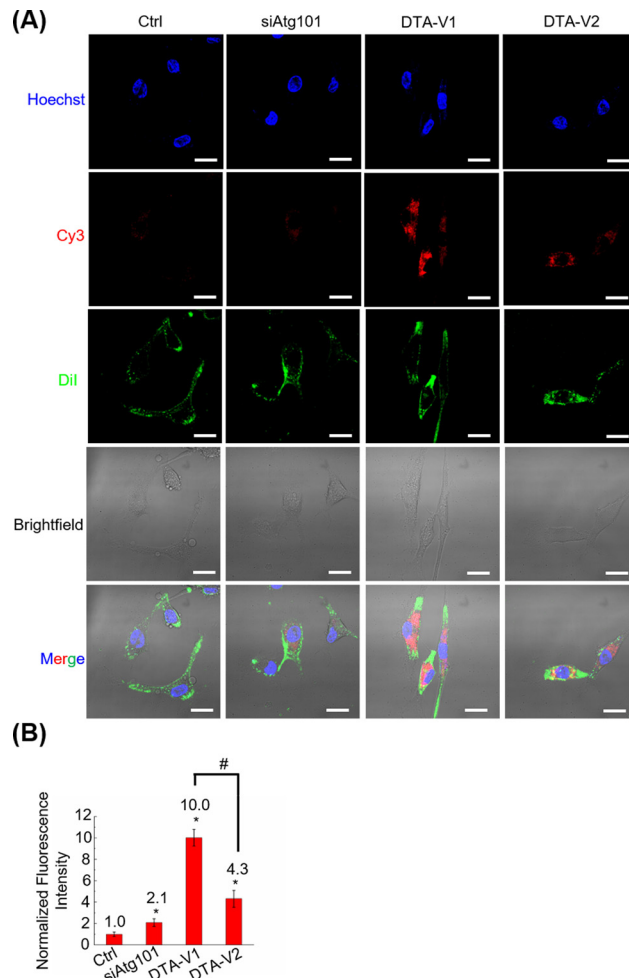 (A)
Ctrl siAtg101 DTA-V1 DTA-V2
Hoechst
Cy3
DiI
Brightfield
Merge
(B)
#
10.0
*
4.3
*
2.1
*
1.0
Normalized Fluorescence
Intensity
12
10
8
6
4
2
0
Ctrl
siAtg101
DTA-V1
DTA-V2